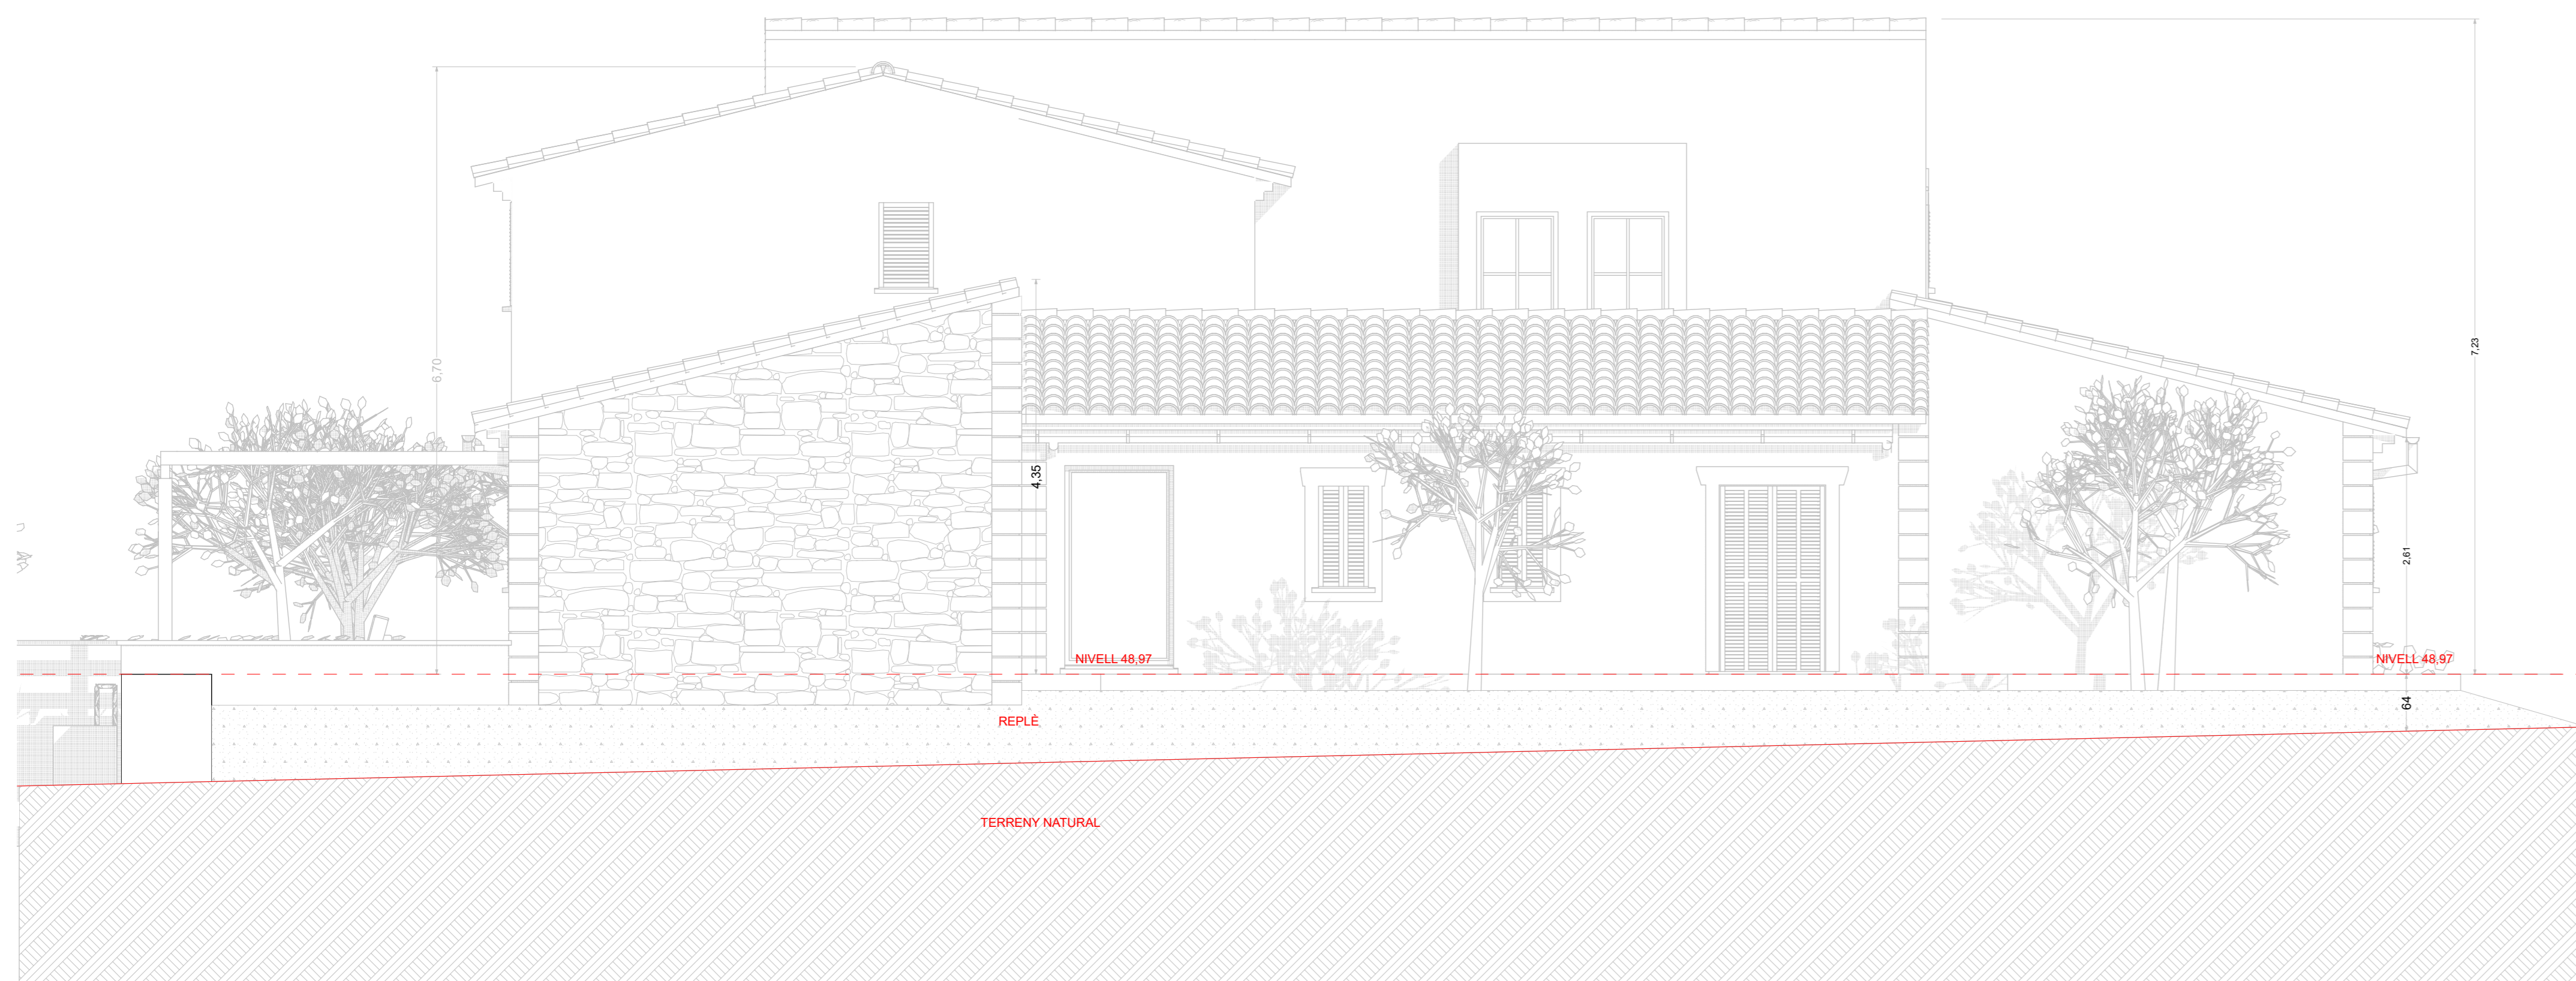 7,23
6,70
4,35
2,61
NIVELL 48,97
NIVELL 48,97
64
REPLÈ
TERRENY NATURAL